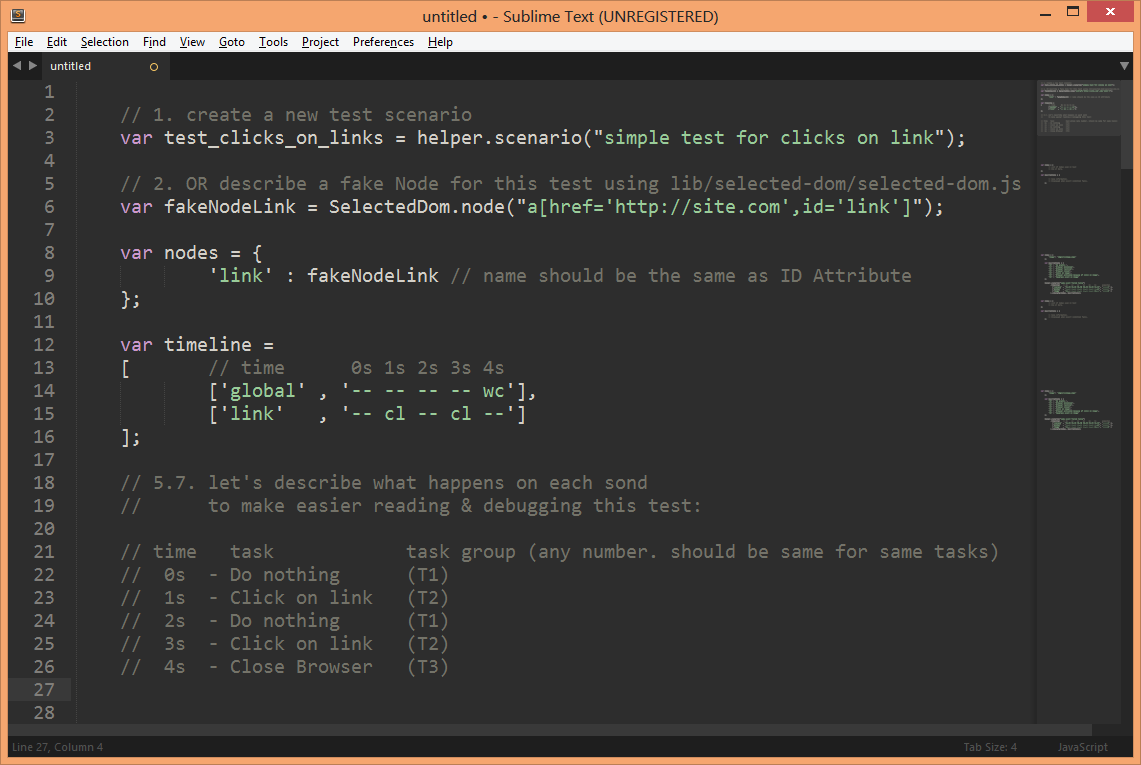 untitled • - Sublime Text (UNREGISTERED)
File Edit Selection Find View Goto Tools Project Preferences Help
untitled
1
2 // 1. create a new test scenario
3 var test_clicks_on_links = helper.scenario("simple test for clicks on link");
4
5 // 2. OR describe a fake Node for this test using lib/selected-dom/selected-dom.js
6 var fakeNodeLink = SelectedDom.node("a[href='http://site.com',id='link']");
7
8 var nodes = {
9 'link' : fakeNodeLink // name should be the same as ID Attribute
10 };
11
12 var timeline =
13 [ // time 0s 1s 2s 3s 4s
14 ['global' , '-- -- -- -- wc'],
15 ['link' , '-- cl -- cl --']
16 ];
17
18 // 5.7. let's describe what happens on each sond
19 // to make easier reading & debugging this test:
20
21 // time task task group (any number. should be same for same tasks)
22 // 0s - Do nothing (T1)
23 // 1s - Click on link (T2)
24 // 2s - Do nothing (T1)
25 // 3s - Click on link (T2)
26 // 4s - Close Browser (T3)
27
28
Line 27, Column 4 Tab Size: 4 JavaScript